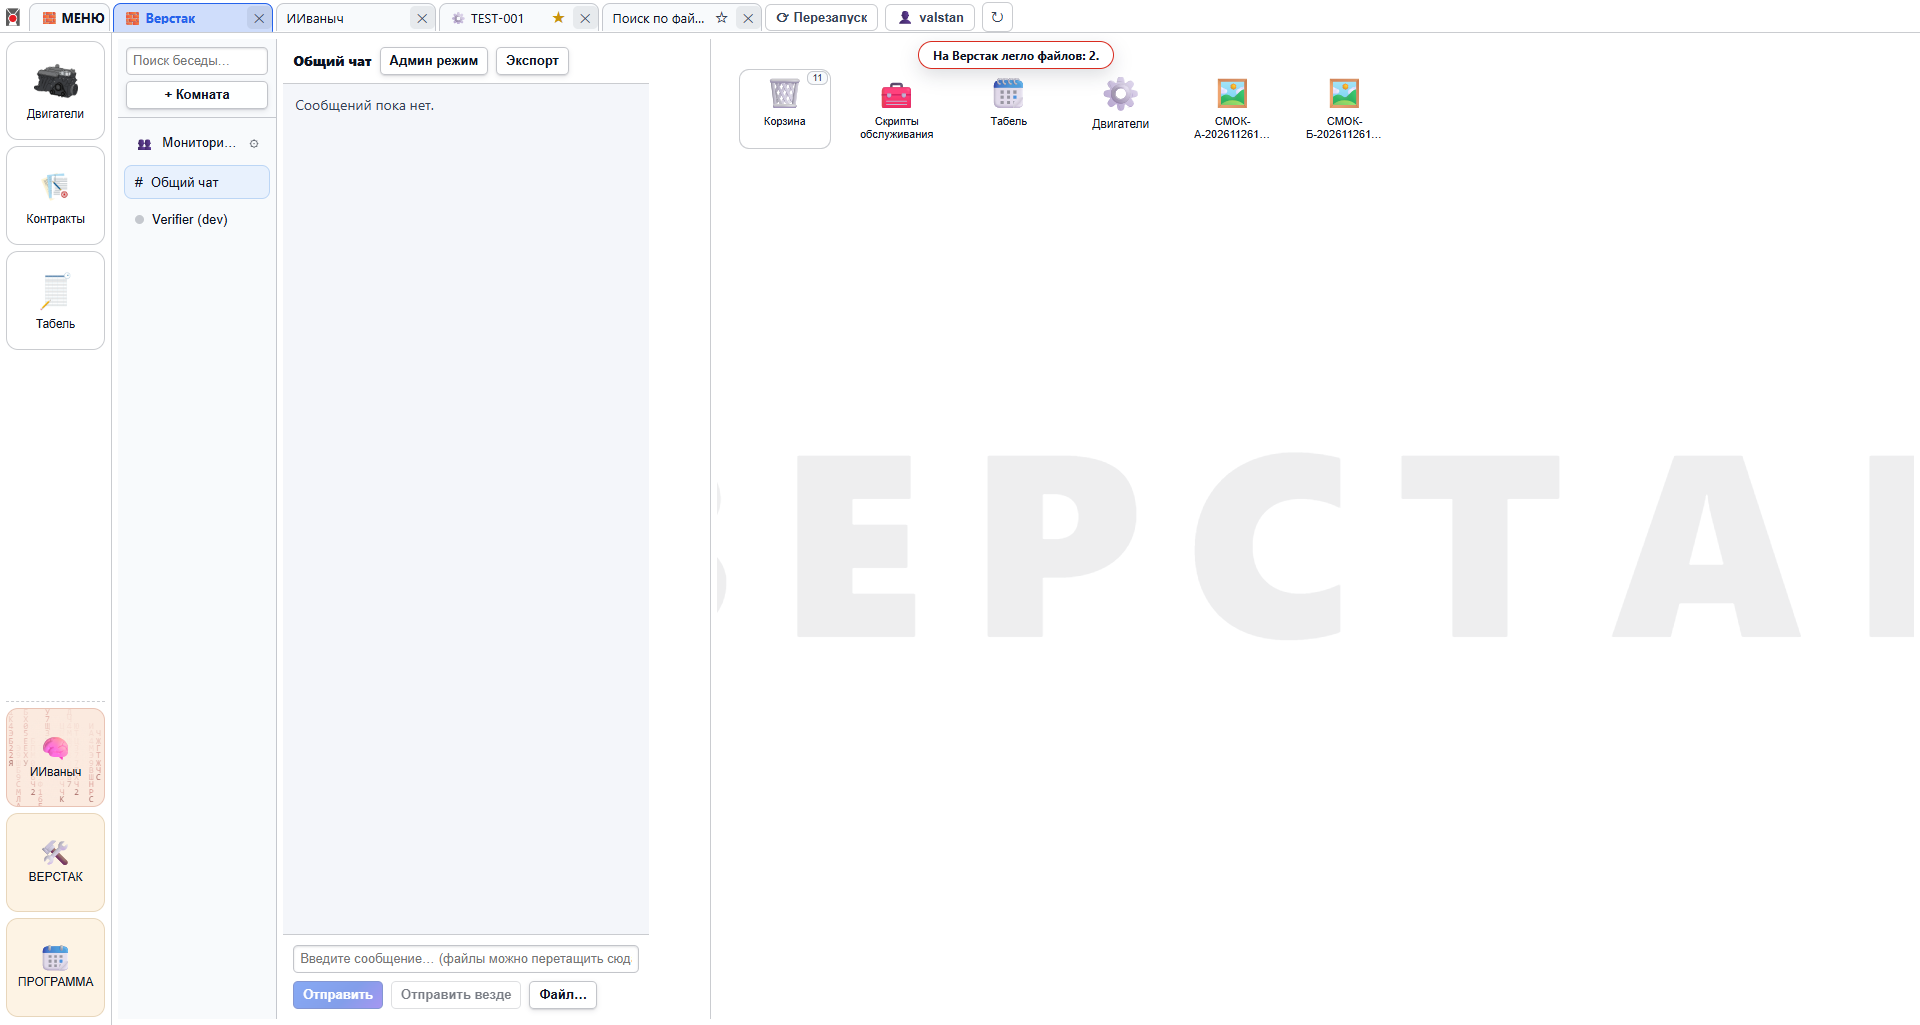 МЕНЮ
Верстак
ИИваныч
TEST-001
Поиск по фай...
Перезапуск
valstan
Двигатели
Контракты
Табель
ИИваныч
ВЕРСТАК
ПРОГРАММА
Поиск беседы...
+ Комната
Монитори...
# Общий чат
Verifier (dev)
Общий чат
Админ режим
Экспорт
Сообщений пока нет.
Введите сообщение... (файлы можно перетащить сюд
Отправить
Отправить везде
Файл...
На Верстак легло файлов: 2.
11
Корзина
Скрипты
обслуживания
Табель
Двигатели
СМОК-
А-202611261...
СМОК-
Б-202611261...
ВЕРСТАК